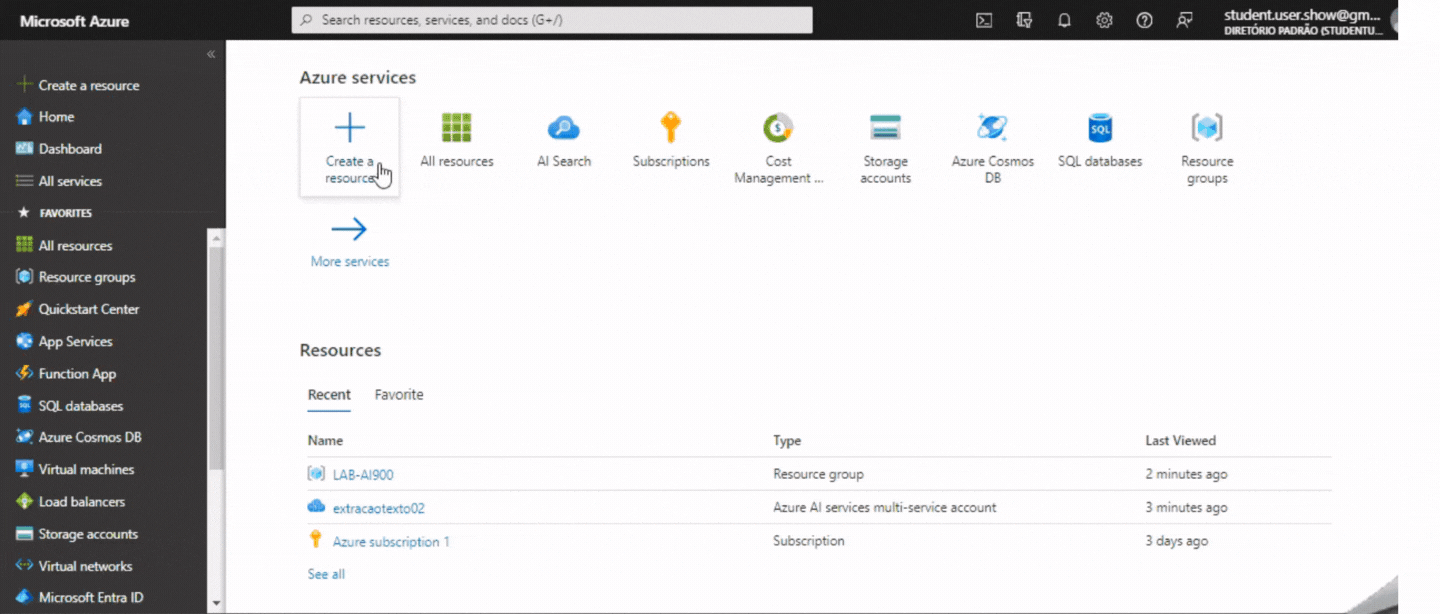 Microsoft Azure
Search resources, services, and docs (G+/)
student.user.show@gm...
DIRETÓRIO PADRÃO (STUDENTU...
Create a resource
Home
Dashboard
All services
FAVORITES
All resources
Resource groups
Quickstart Center
App Services
Function App
SQL databases
Azure Cosmos DB
Virtual machines
Load balancers
Storage accounts
Virtual networks
Microsoft Entra ID
Azure services
Create a
resource
All resources
AI Search
Subscriptions
Cost
Management ...
Storage
accounts
Azure Cosmos
DB
SQL
SQL databases
Resource
groups
More services
Resources
Recent Favorite
Name Type Last Viewed
LAB-AI900 Resource group 2 minutes ago
extracaotexto02 Azure AI services multi-service account 3 minutes ago
Azure subscription 1 Subscription 3 days ago
See all